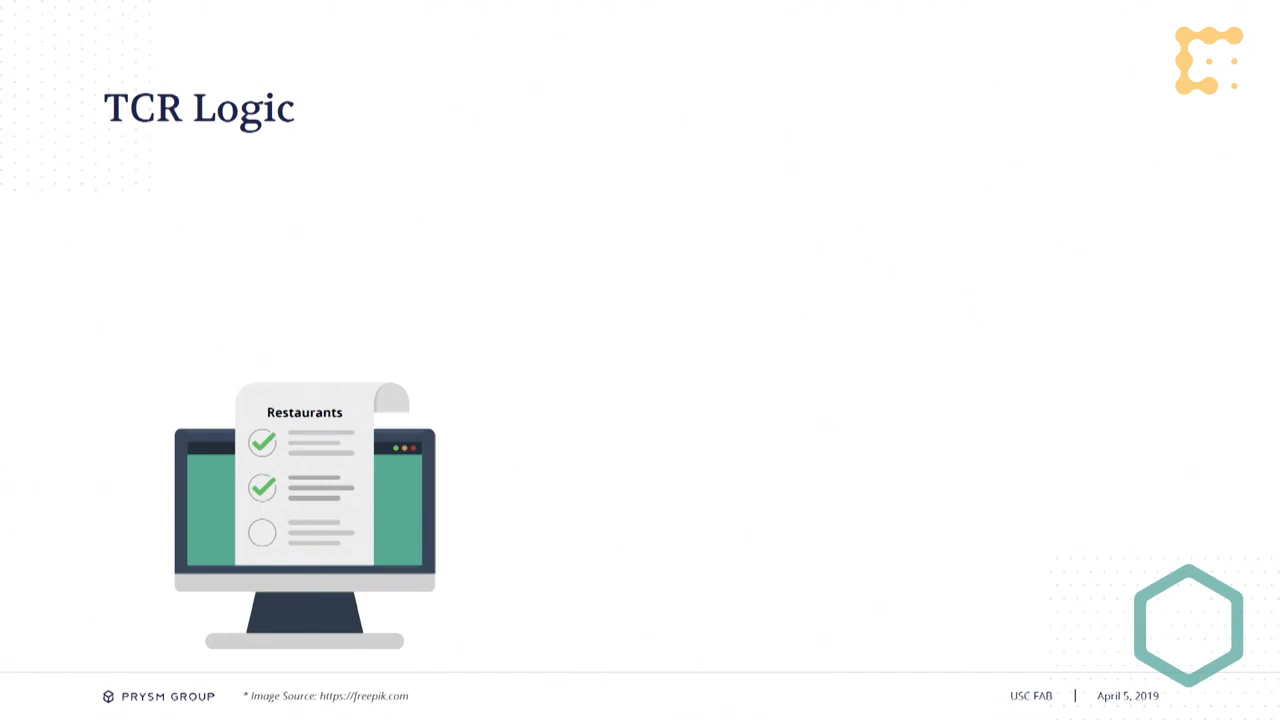 TCR Logic
Restaurants
PRYSM GROUP
* Image Source: https://freepik.com
USC FAB | April 5, 2019